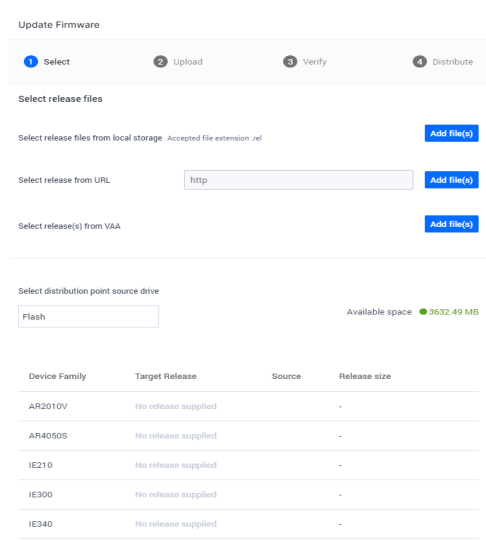 Update Firmware
1 Select 2 Upload 3 Verify 4 Distribute
Select release files
Select release files from local storage Accepted file extension .rel Add file(s)
Select release from URL http Add file(s)
Select release(s) from VAA Add file(s)
Select distribution point source drive
Flash Available space 3632.49 MB
Device Family Target Release Source Release size
AR2010V No release supplied -
AR4050S No release supplied -
IE210 No release supplied -
IE300 No release supplied -
IE340 No release supplied -